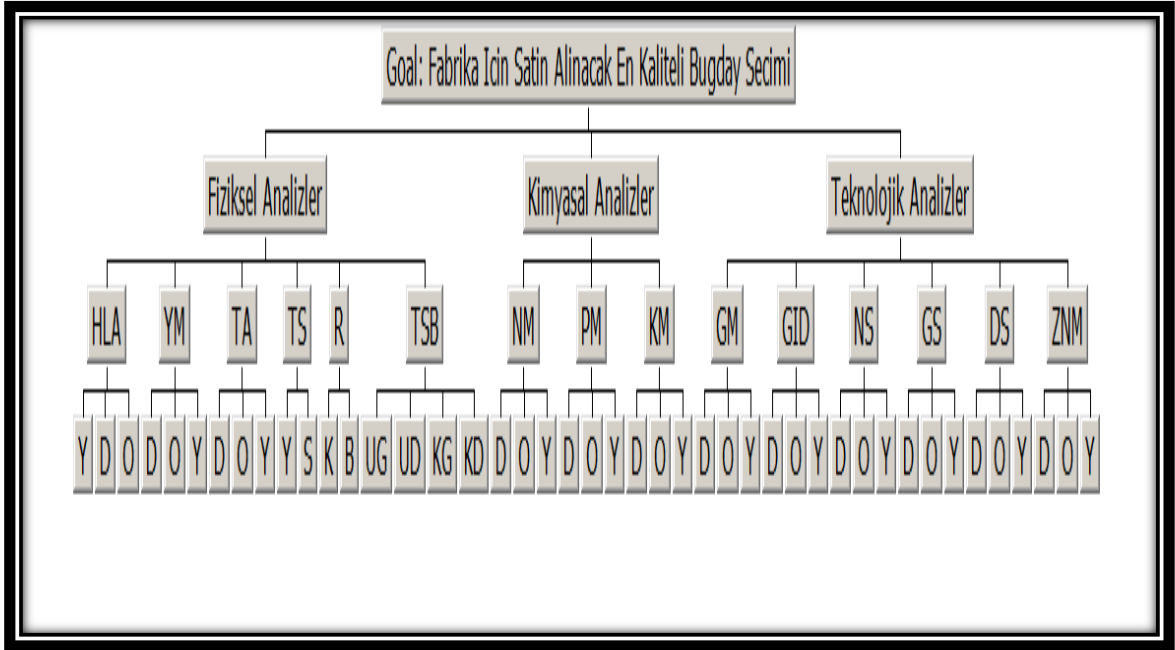 Goal: Fabrika Icin Satin Alinacak En Kaliteli Bugday Secimi
Fiziksel Analizler Kimyasal Analizler Teknolojik Analizler
HLA YM TA TS R TSB NM PM KM GM GID NS GS DS ZNM
Y D O D O Y D O Y Y S K B UG UD KG KD D O Y D O Y D O Y D O Y D O Y D O Y D O Y D O Y D O Y